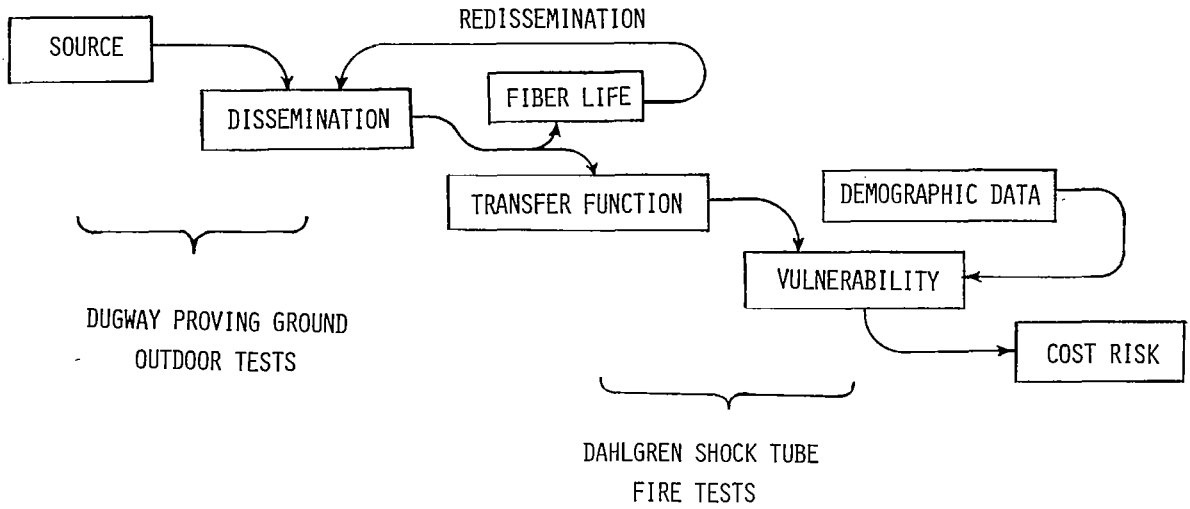 REDISSEMINATION
SOURCE
FIBER LIFE
DISSEMINATION
TRANSFER FUNCTION
DEMOGRAPHIC DATA
VULNERABILITY
DUGWAY PROVING GROUND
OUTDOOR TESTS
COST RISK
DAHLGREN SHOCK TUBE
FIRE TESTS